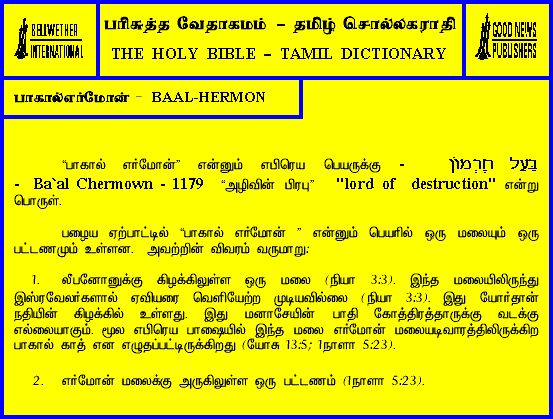 BELLWETHER
INTERNATIONAL
பரிசுத்த வேதாகமம் – தமிழ் சொல்லகராதி
THE HOLY BIBLE – TAMIL DICTIONARY
GOOD NEWS
PUBLISHERS
பாகால்எர்மோன் – BAAL-HERMON
“பாகால் எர்மோன்” என்னும் எபிரெய பெயருக்கு - בַּעַל חֶרְמוֹן
- Ba`al Chermown - 1179 “அழிவின் பிரபு” "lord of destruction" என்று
பொருள்.
பழைய ஏற்பாட்டில் “பாகால் எர்மோன் ” என்னும் பெயரில் ஒரு மலையும் ஒரு
பட்டணமும் உள்ளன. அவற்றின் விவரம் வருமாறு:
1. லீபனோனுக்கு கிழக்கிலுள்ள ஒரு மலை (நியா 3:3). இந்த மலையிலிருந்து
இஸ்ரவேலர்களால் ஏவியரை வெளியேற்ற முடியவில்லை (நியா 3:3). இது யோர்தான்
நதியின் கிழக்கில் உள்ளது. இது மனாசேயின் பாதி கோத்திரத்தாருக்கு வடக்கு
எல்லையாகும். மூல எபிரெய பாஷையில் இந்த மலை எர்மோன் மலையடிவாரத்திலிருக்கிற
பாகால் காத் என எழுதப்பட்டிருக்கிறது (யோசு 13:5; 1நாளா 5:23).
2. எர்மோன் மலைக்கு அருகிலுள்ள ஒரு பட்டணம் (1நாளா 5:23).